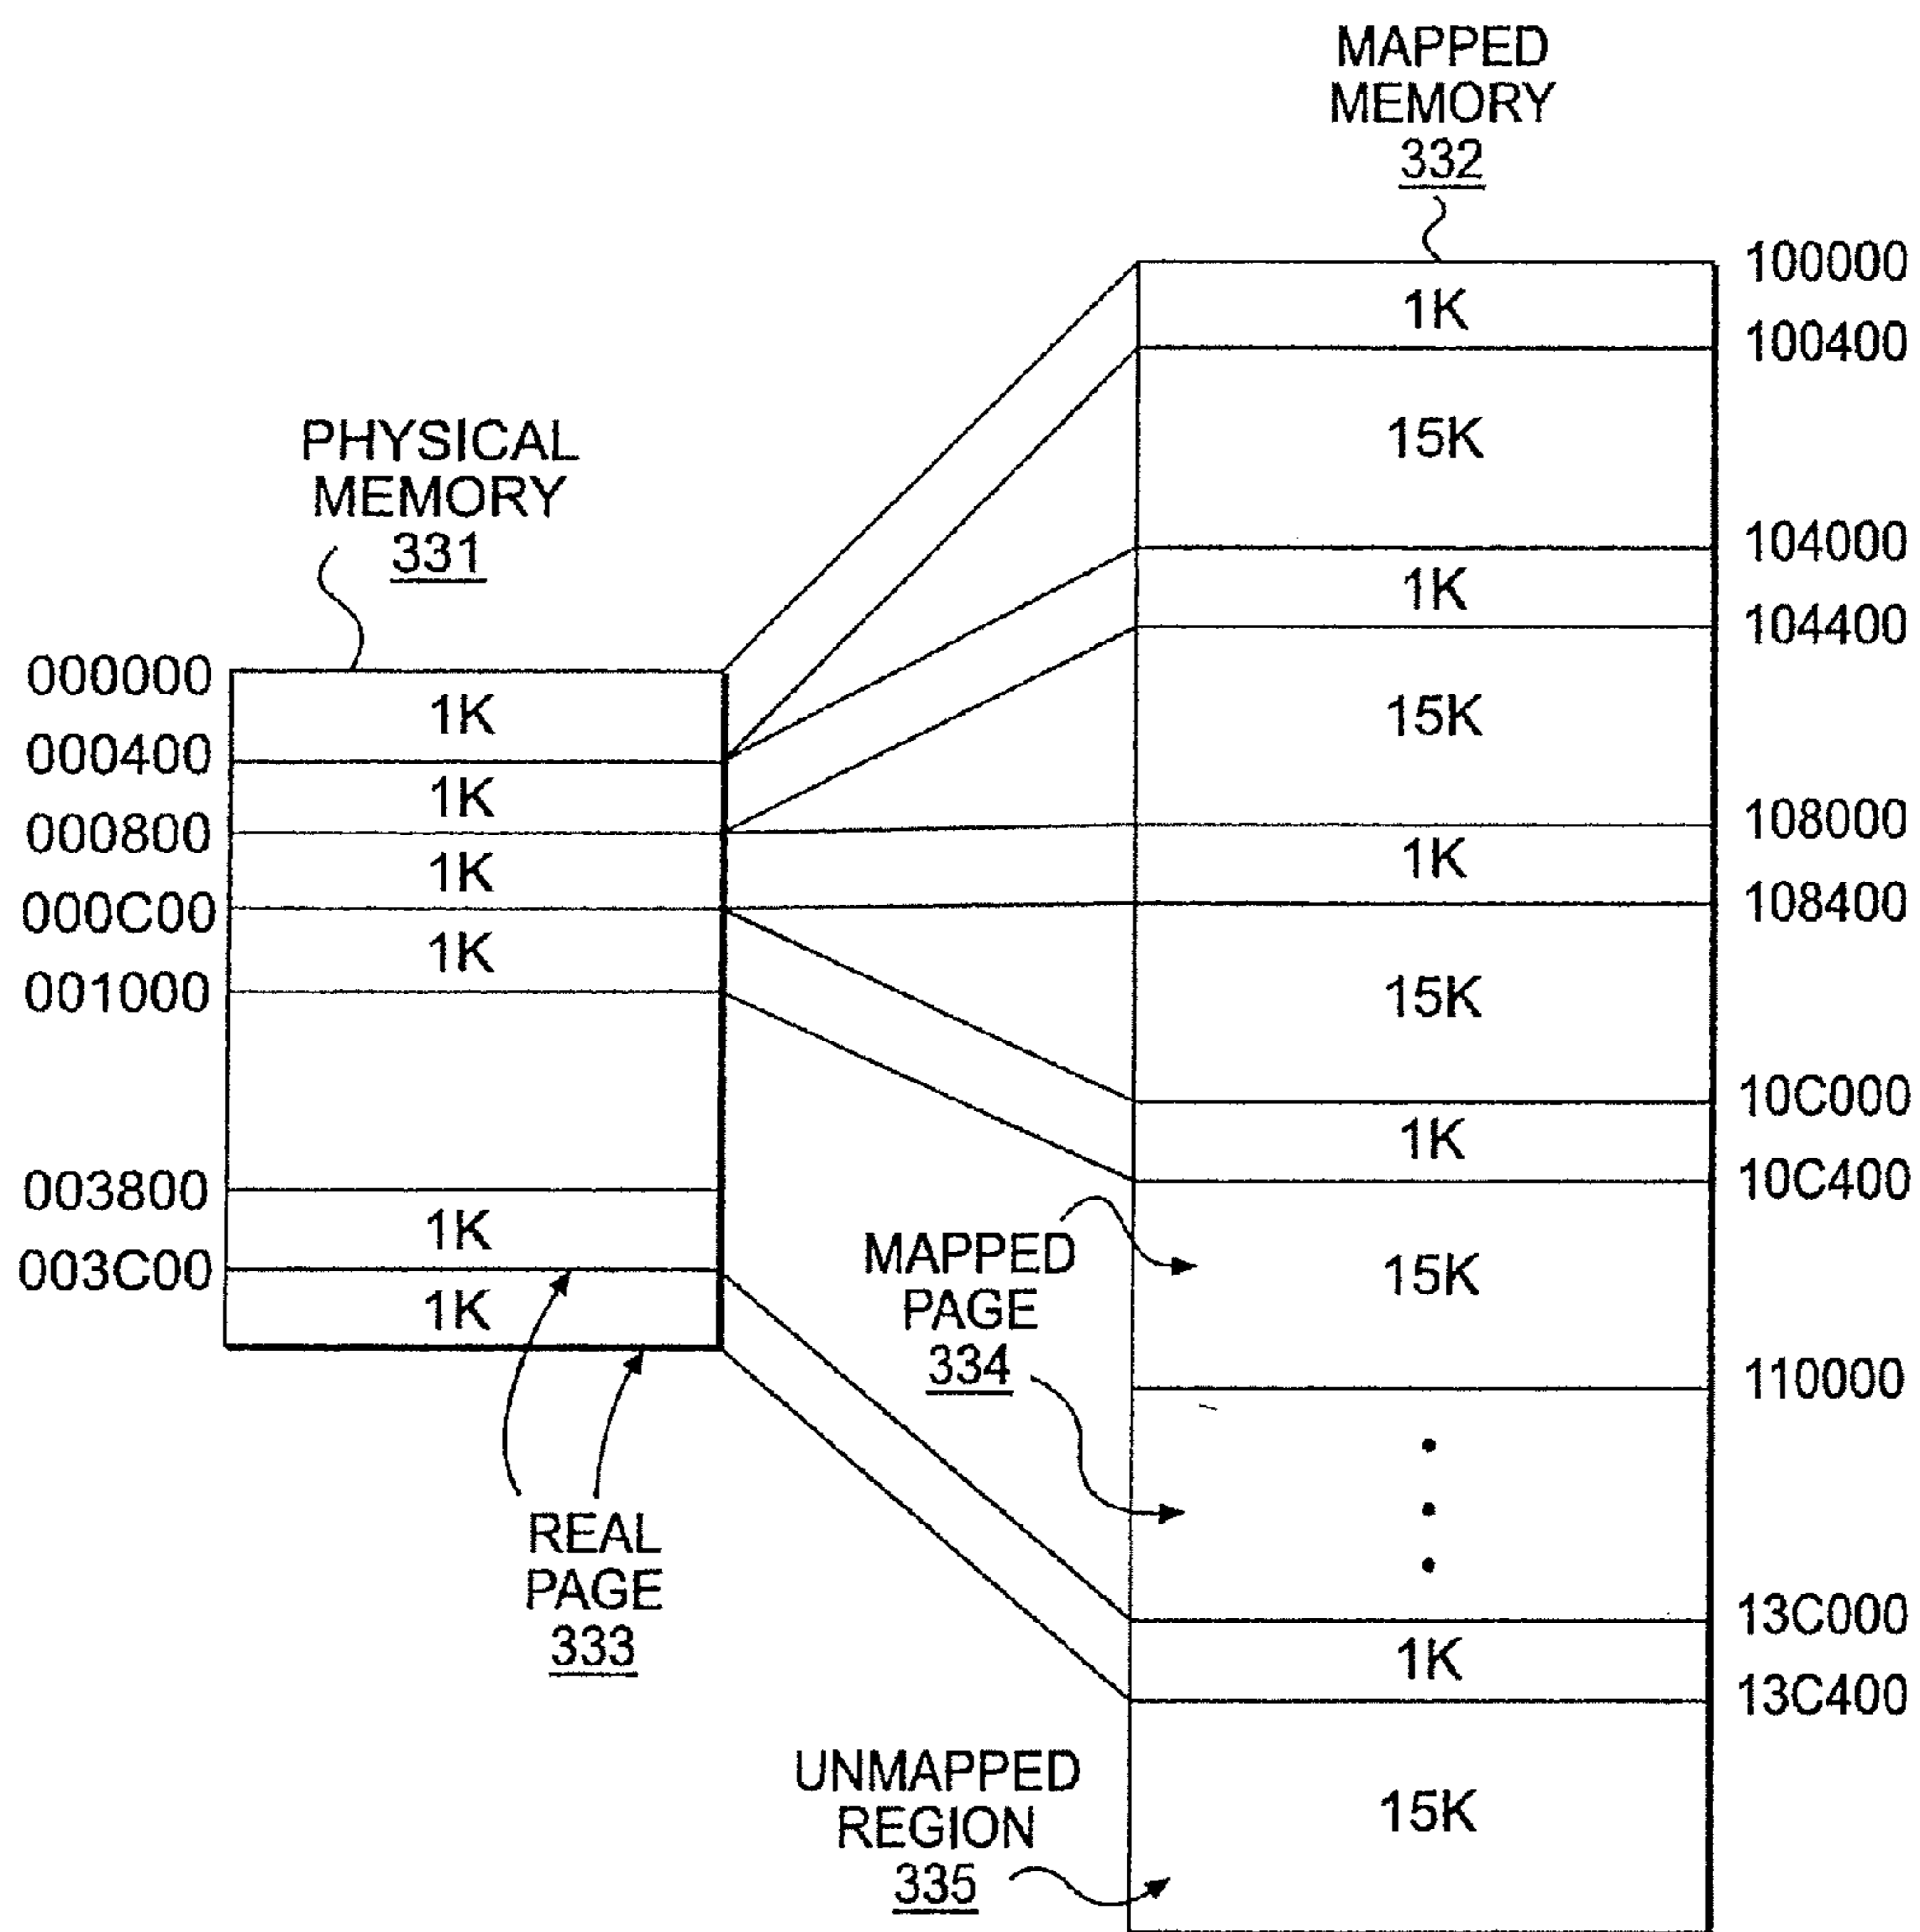 MAPPED
MEMORY
332
100000
1K
100400
15K
104000
1K
104400
15K
108000
1K
108400
15K
10C000
1K
10C400
15K
110000
13C000
1K
13C400
15K
PHYSICAL
MEMORY
331
000000
1K
000400
1K
000800
1K
000C00
1K
001000
003800
1K
003C00
1K
REAL
PAGE
333
MAPPED
PAGE
334
UNMAPPED
REGION
335